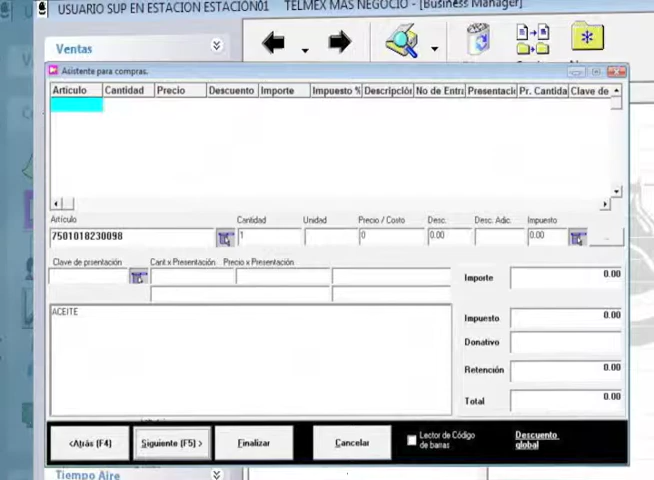 USUARIO SUP EN ESTACION ESTACION01 TELMEX MAS NEGOCIO - [Business Manager]
Ventas
Asistente para compras.
Artículo Cantidad Precio Descuento Importe Impuesto % Descripción No de Entr Presentaci Pr. Cantida Clave de
Artículo Cantidad Unidad Precio / Costo Desc. Desc. Adic. Impuesto
7501018230098 1 0 0.00 0.00 ...
Clave de prsentación Cant x Presentación Precio x Presentación
Importe 0.00
ACEITE
Impuesto 0.00
Donativo
Retención 0.00
Total 0.00
<Atrás (F4) Siguiente (F5) > Finalizar Cancelar Lector de Código de barras Descuento global
Tiempo Aire